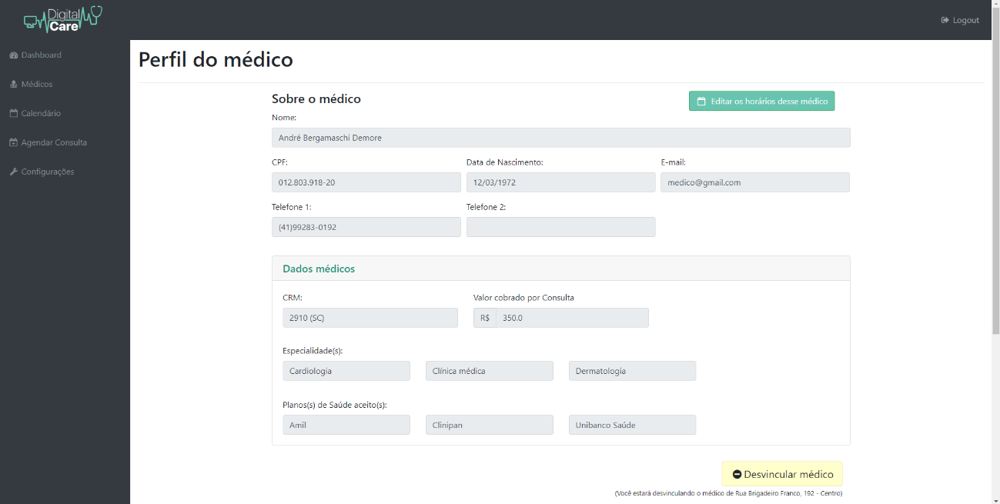 Digital
Care
Logout
Dashboard
Médicos
Calendário
Agendar Consulta
Configurações
Perfil do médico
Sobre o médico
Editar os horários desse médico
Nome:
André Bergamaschi Demore
CPF: Data de Nascimento: E-mail:
012.803.918-20 12/03/1972 medico@gmail.com
Telefone 1: Telefone 2:
(41)99283-0192
Dados médicos
CRM: Valor cobrado por Consulta
2910 (SC) R$ 350.0
Especialidade(s):
Cardiologia Clínica médica Dermatologia
Planos(s) de Saúde aceito(s):
Amil Clinipan Unibanco Saúde
Desvincular médico
(Você estará desvinculando o médico de Rua Brigadeiro Franco, 192 - Centro)